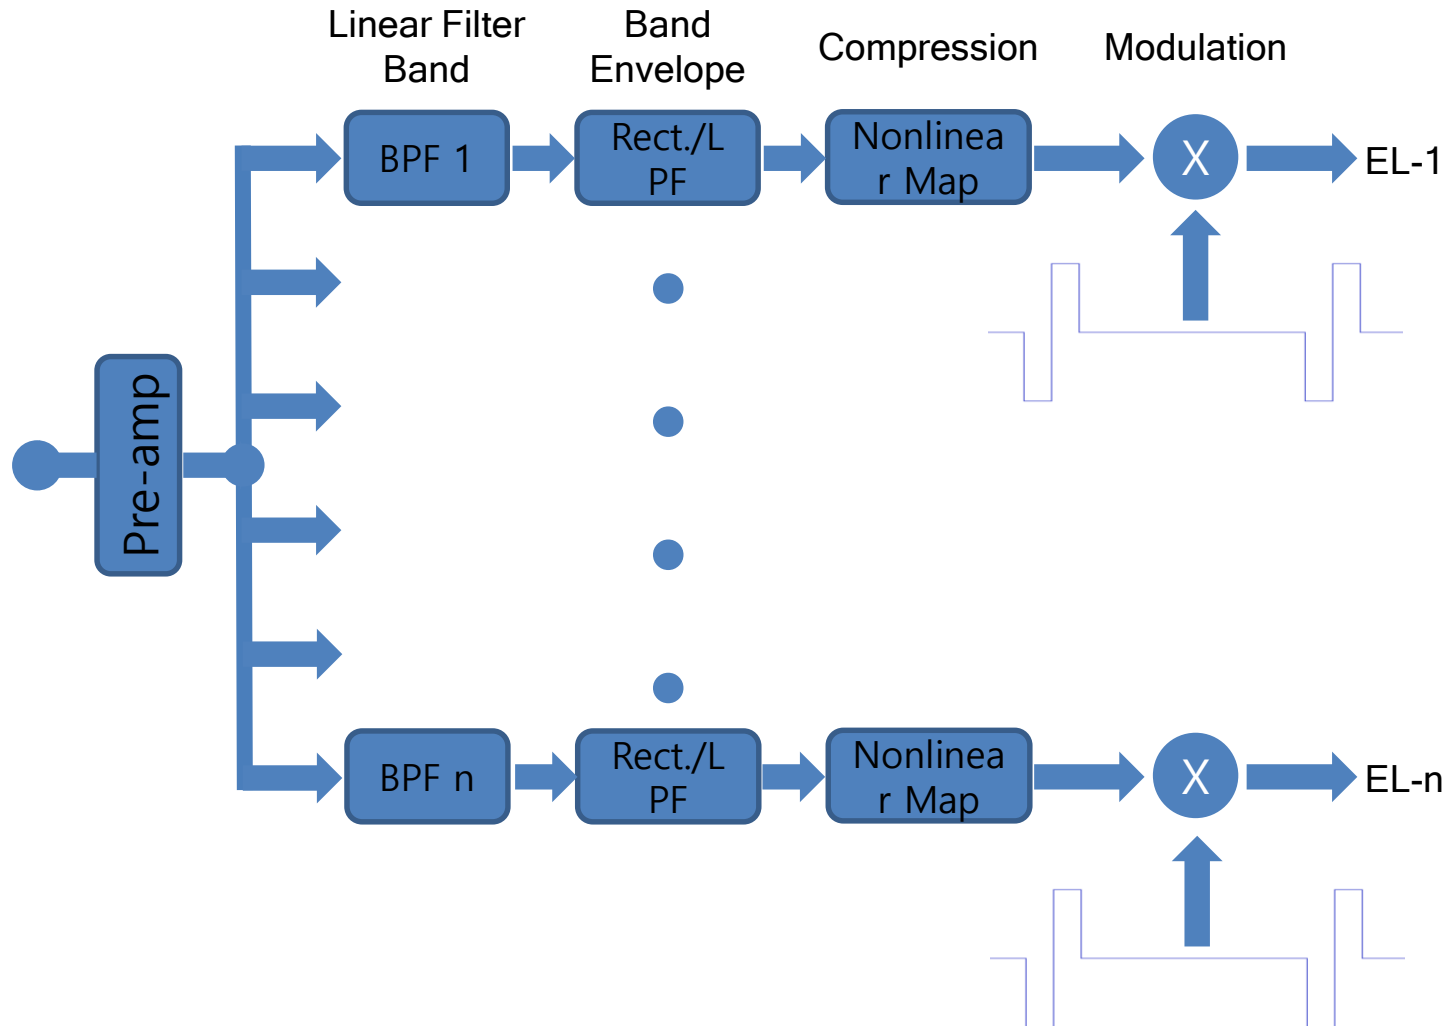 Linear Filter
Band
Band
Envelope
Compression
Modulation
BPF 1
Rect./L
PF
Nonlinea
r Map
X
EL-1
Pre-amp
BPF n
Rect./L
PF
Nonlinea
r Map
X
EL-n